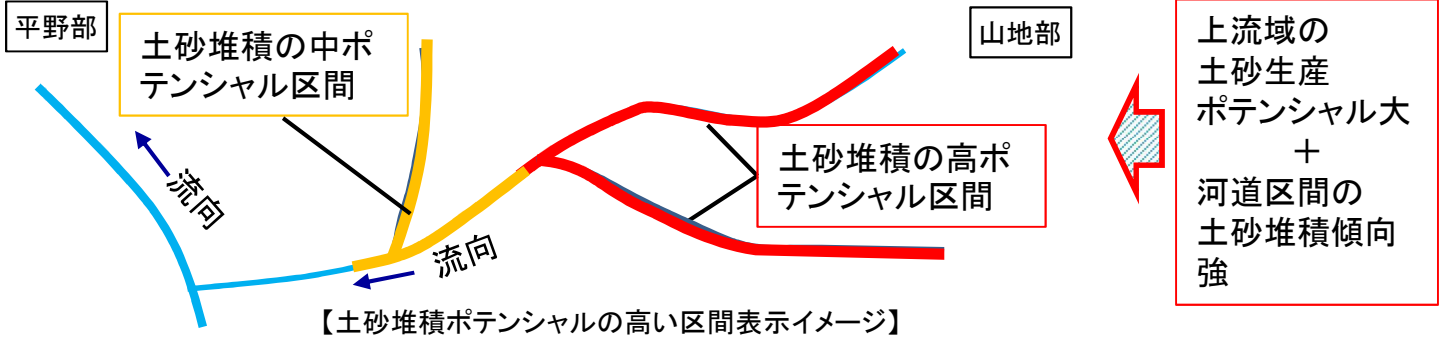 平野部
土砂堆積の中ポ
テンシャル区間
山地部
上流域の
土砂生産
ポテンシャル大
＋
河道区間の
土砂堆積傾向
強
土砂堆積の高ポ
テンシャル区間
流向
流向
【土砂堆積ポテンシャルの高い区間表示イメージ】